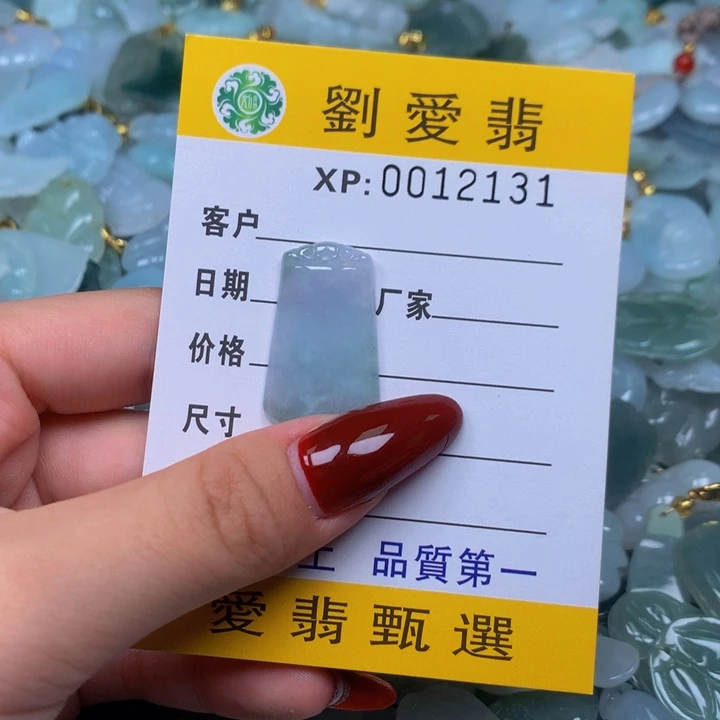 劉愛翡
XP: 0012131
客户
日期 厂家
价格
尺寸
上 品質第一
愛翡甄選